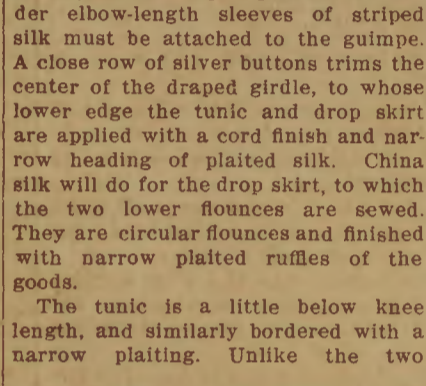 der elbow-length sleeves of striped
silk must be attached to the guimpe.
A close row of silver buttons trims the
center of the draped girdle, to whose
lower edge the tunic and drop skirt
are applied with a cord finish and nar-
row heading of plaited silk. China
silk will do for the drop skirt, to which
the two lower flounces are sewed.
They are circular flounces and finished
with narrow plaited ruffles of the
goods.
The tunic is a little below knee
length, and similarly bordered with a
narrow plaiting. Unlike the two